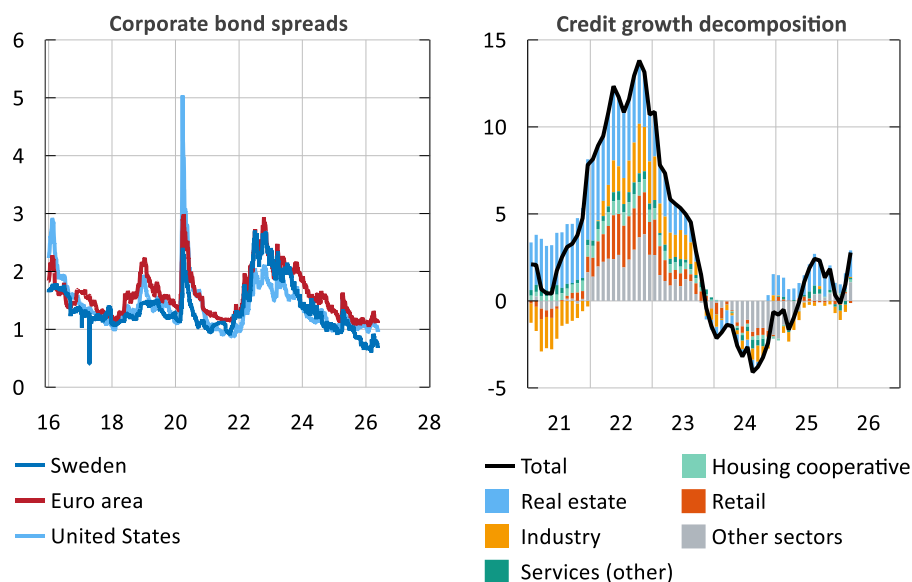 Corporate bond spreads
6
5
4
3
2
1
0
16 18 20 22 24 26 28
Sweden
Euro area
United States
Credit growth decomposition
15
10
5
0
-5
21 22 23 24 25 26
Total
Real estate
Industry
Services (other)
Housing cooperative
Retail
Other sectors